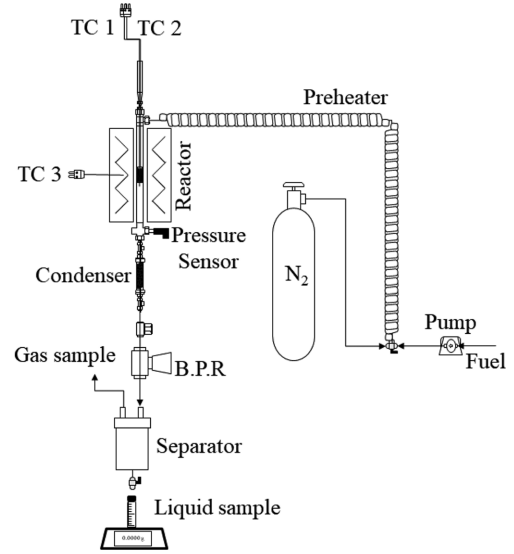 TC 1 TC 2
Preheater
Reactor
TC 3
Pressure
Sensor
N₂
Condenser
Pump
Fuel
Gas sample
B.P.R
Separator
Liquid sample
0.0000 g